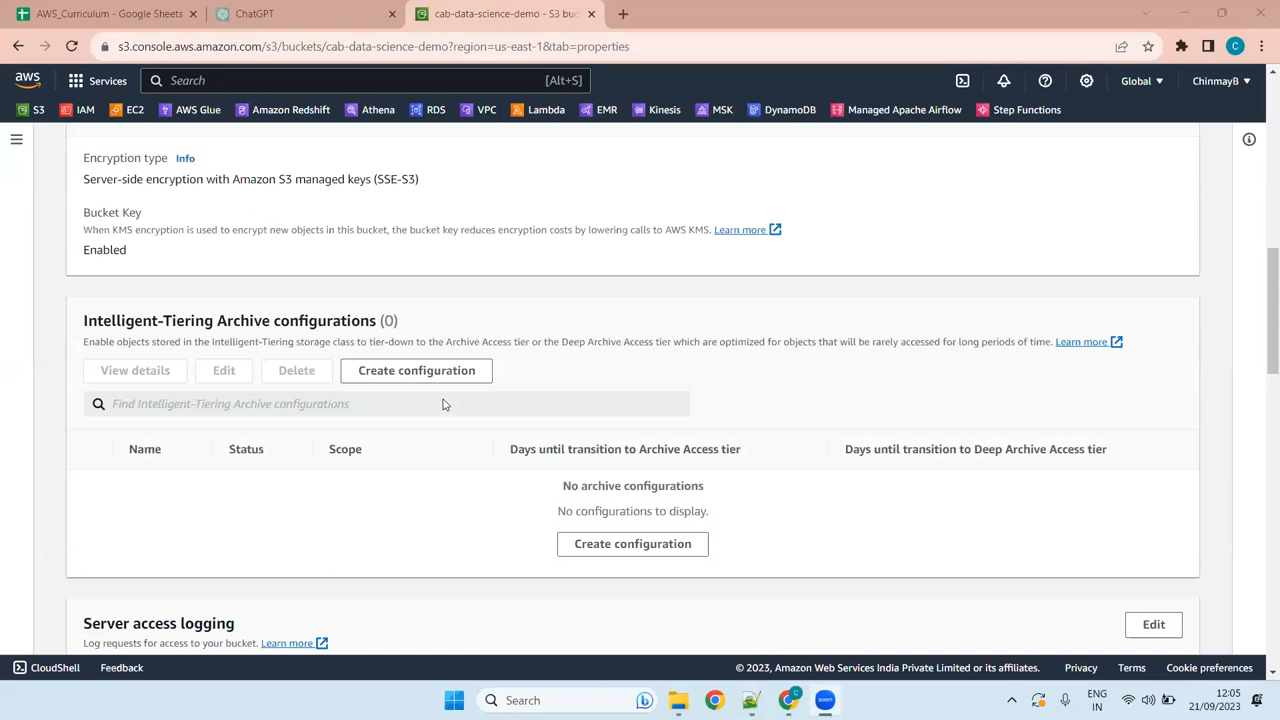 AWS_Curriculum - Google Sheets
ChatGPT
cab-data-science-demo - S3 buc
s3.console.aws.amazon.com/s3/buckets/cab-data-science-demo?region=us-east-1&tab=properties
C
aws
Services
Search
[Alt+S]
Global
ChinmayB
S3
IAM
EC2
AWS Glue
Amazon Redshift
Athena
RDS
VPC
Lambda
EMR
Kinesis
MSK
DynamoDB
Managed Apache Airflow
Step Functions
Encryption type Info
Server-side encryption with Amazon S3 managed keys (SSE-S3)
Bucket Key
When KMS encryption is used to encrypt new objects in this bucket, the bucket key reduces encryption costs by lowering calls to AWS KMS. Learn more
Enabled
Intelligent-Tiering Archive configurations (0)
Enable objects stored in the Intelligent-Tiering storage class to tier-down to the Archive Access tier or the Deep Archive Access tier which are optimized for objects that will be rarely accessed for long periods of time. Learn more
View details
Edit
Delete
Create configuration
Find Intelligent-Tiering Archive configurations
Name
Status
Scope
Days until transition to Archive Access tier
Days until transition to Deep Archive Access tier
No archive configurations
No configurations to display.
Create configuration
Server access logging
Edit
Log requests for access to your bucket. Learn more
CloudShell
Feedback
© 2023, Amazon Web Services India Private Limited or its affiliates.
Privacy
Terms
Cookie preferences
Search
C
zoom
ENG
IN
12:05
21/09/2023